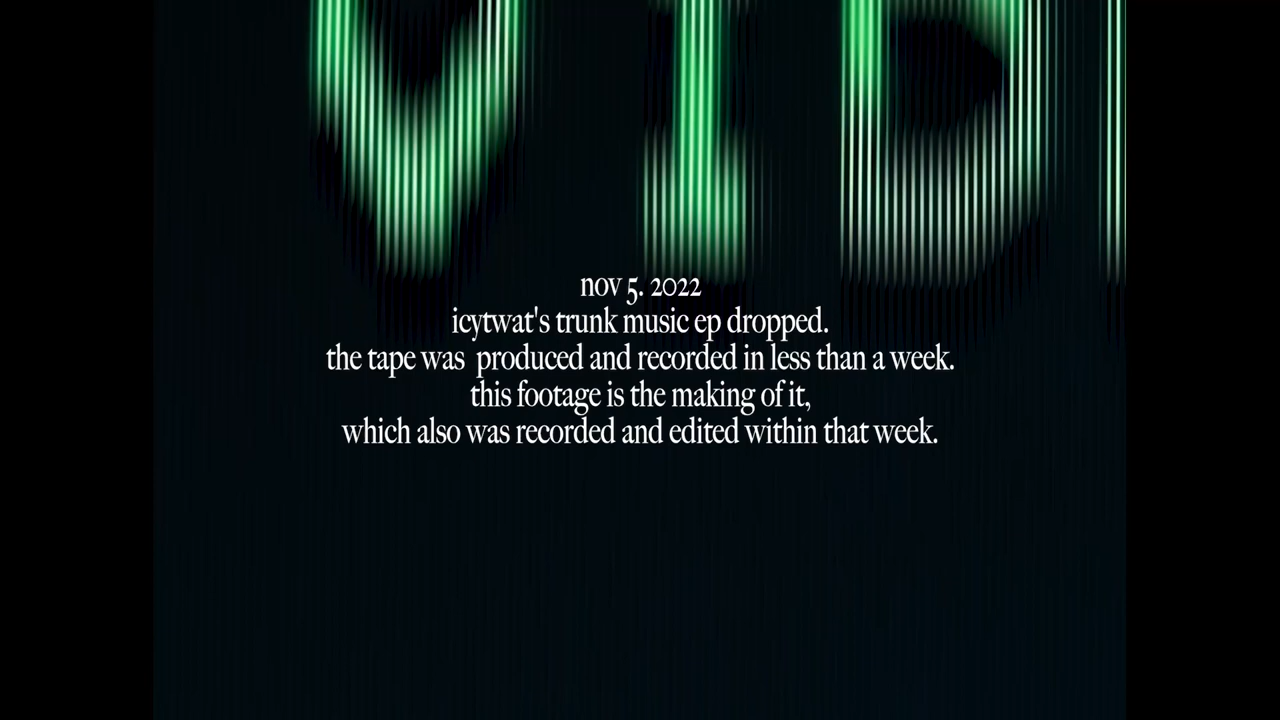 VID
nov 5. 2022
icytwat's trunk music ep dropped.
the tape was  produced and recorded in less than a week.
this footage is the making of it,
which also was recorded and edited within that week.